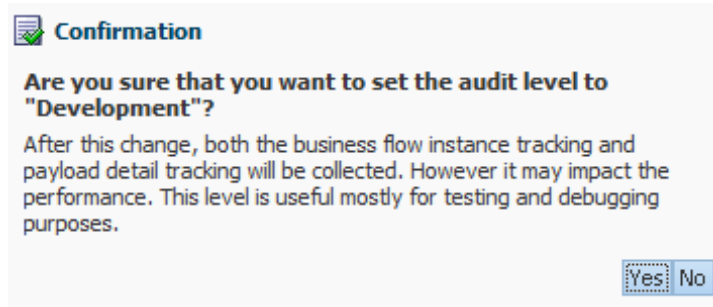 Confirmation
Are you sure that you want to set the audit level to
"Development"?
After this change, both the business flow instance tracking and
payload detail tracking will be collected. However it may impact the
performance. This level is useful mostly for testing and debugging
purposes.
Yes No